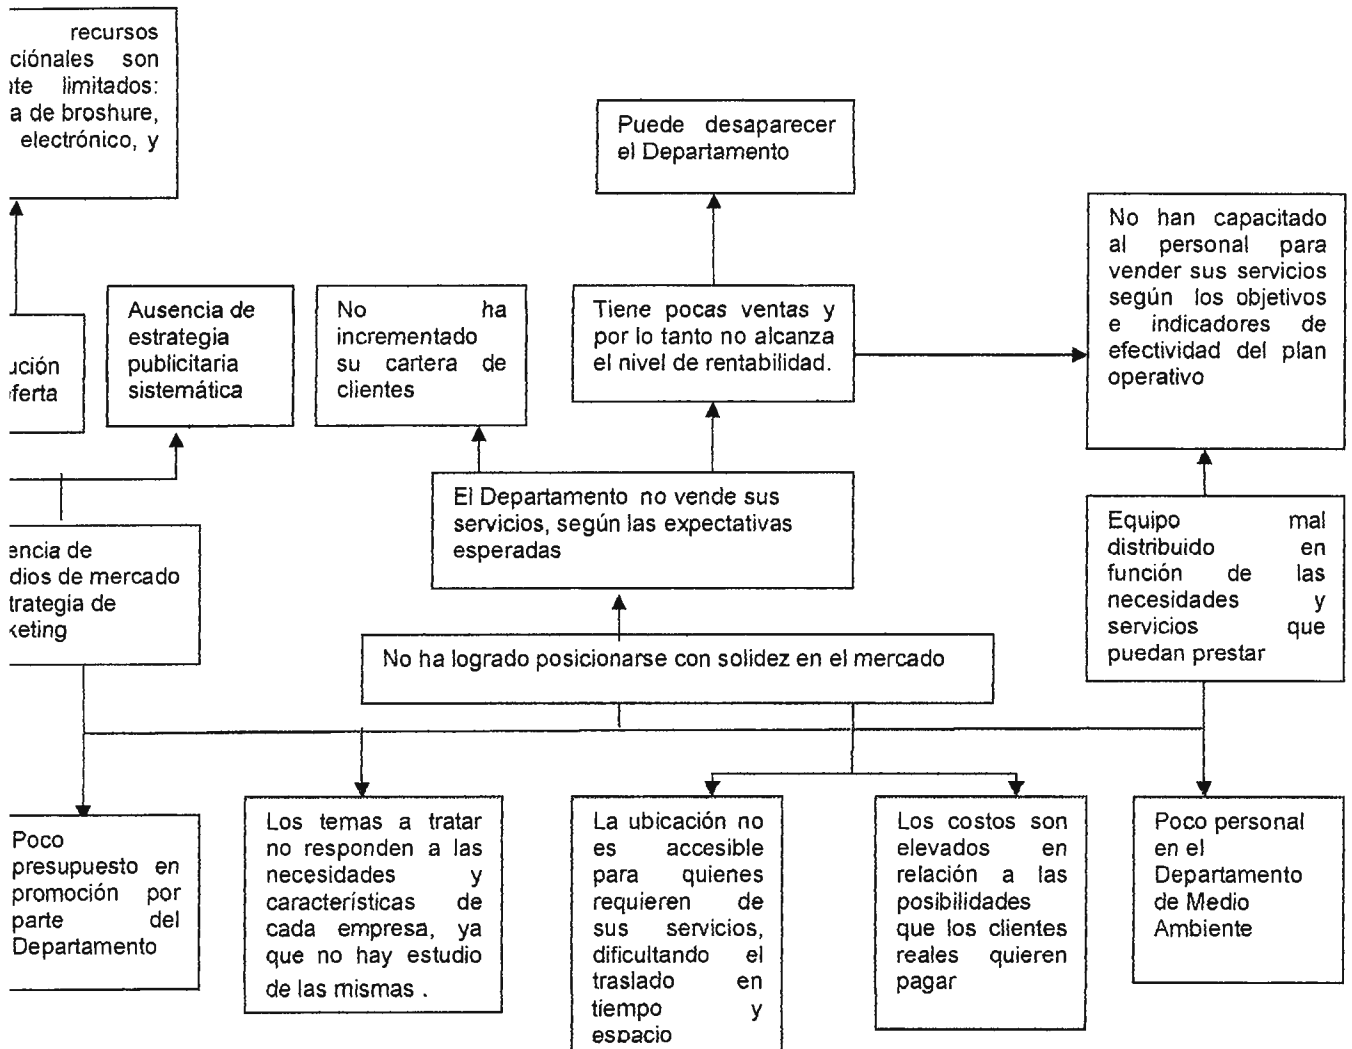 recursos
ciónales son
limitados:
a de broshure,
electrónico, y
Puede desaparecer
el Departamento
No han capacitado
al personal para
vender sus servicios
según los objetivos
e indicadores de
efectividad del plan
operativo
ución
ferta
Ausencia de
estrategia
publicitaria
sistemática
No ha
incrementado
su cartera de
clientes
Tiene pocas ventas y
por lo tanto no alcanza
el nivel de rentabilidad.
El Departamento no vende sus
servicios, según las expectativas
esperadas
encia de
dios de mercado
trategia de
keting
Equipo mal
distribuido en
función de las
necesidades y
servicios que
puedan prestar
No ha logrado posicionarse con solidez en el mercado
Poco
presupuesto en
promoción por
parte del
Departamento
Los temas a tratar
no responden a las
necesidades y
características de
cada empresa, ya
que no hay estudio
de las mismas .
La ubicación no
es accesible
para quienes
requieren de
sus servicios,
dificultando el
traslado en
tiempo y
espacio
Los costos son
elevados en
relación a las
posibilidades
que los clientes
reales quieren
pagar
Poco personal
en el
Departamento
de Medio
Ambiente